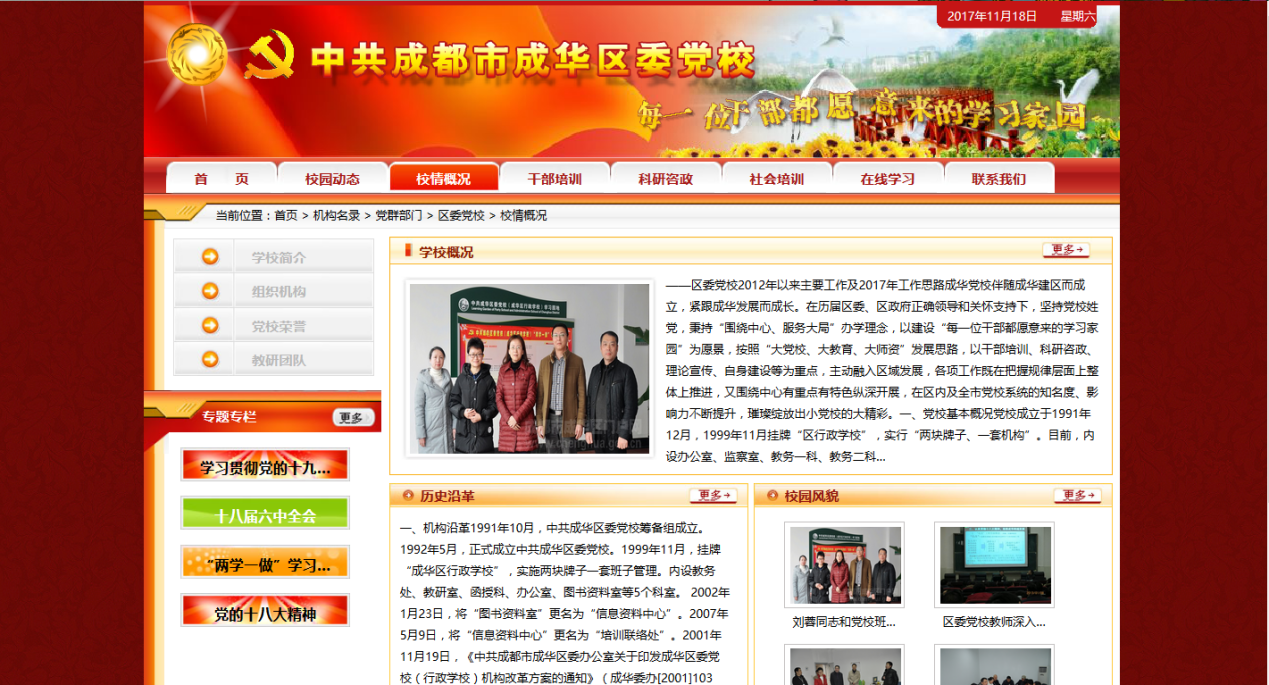 2017年11月18日 星期六
中共成都市成华区委党校
每一位干部都愿意来的学习家园
首 页 校园动态 校情概况 干部培训 科研咨政 社会培训 在线学习 联系我们
当前位置：首页 > 机构名录 > 党群部门 > 区委党校 > 校情概况
学校简介
组织机构
党校荣誉
教研团队
专题专栏 更多
学习贯彻党的十九...
十八届六中全会
“两学一做”学习...
党的十八大精神
学校概况 更多→
——区委党校2012年以来主要工作及2017年工作思路成华党校伴随成华建区而成
立，紧跟成华发展而成长。在历届区委、区政府正确领导和关怀支持下，坚持党校姓
党，秉持“围绕中心、服务大局”办学理念，以建设“每一位干部都愿意来的学习家
园”为愿景，按照“大党校、大教育、大师资”发展思路，以干部培训、科研咨政、
理论宣传、自身建设等为重点，主动融入区域发展，各项工作既在把握规律层面上整
体上推进，又围绕中心有重点有特色纵深开展，在区内及全市党校系统的知名度、影
响力不断提升，璀璨绽放出小党校的大精彩。一、党校基本概况党校成立于1991年
12月，1999年11月挂牌“区行政学校”，实行“两块牌子、一套机构”。目前，内
设办公室、监察室、教务一科、教务二科...
历史沿革 更多→
一、机构沿革1991年10月，中共成华区委党校筹备组成立。
1992年5月，正式成立中共成华区委党校。1999年11月，挂牌
“成华区行政学校”，实施两块牌子一套班子管理。内设教务
处、教研室、函授科、办公室、图书资料室等5个科室。 2002年
1月23日，将“图书资料室”更名为“信息资料中心”。2007年
5月9日，将“信息资料中心”更名为“培训联络处”。2001年
11月19日，《中共成都市成华区委办公室关于印发成华区委党
校（行政学校）机构改革方案的通知》（成华委办[2001]103
校园风貌 更多→
刘蓉同志和党校班... 区委党校教师深入...